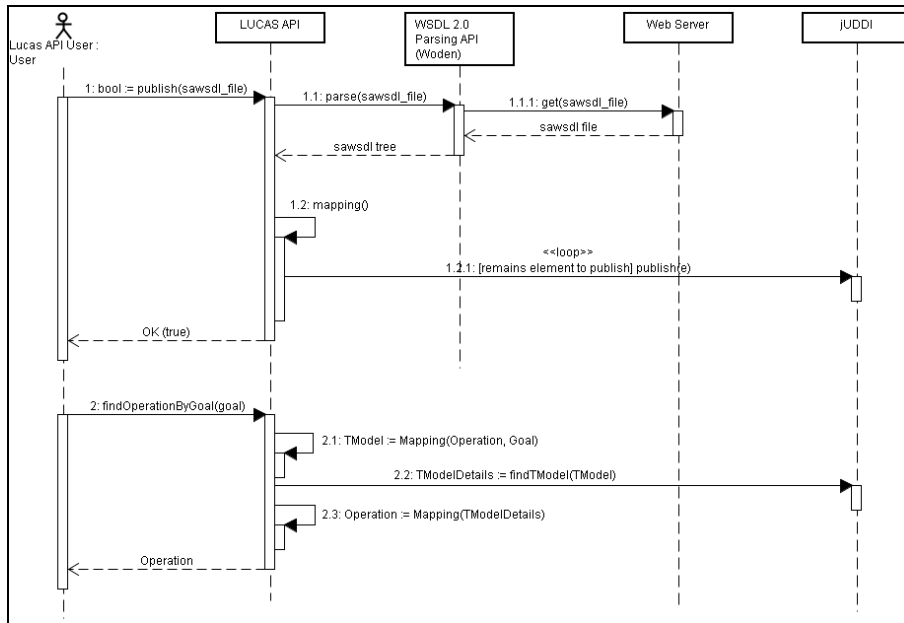 LUCAS API
WSDL 2.0
Parsing API
(Woden)
Web Server
jUDDI
Lucas API User :
User
1: bool := publish(sawsdl_file)
1.1: parse(sawsdl_file)
1.1.1: get(sawsdl_file)
sawsdl file
sawsdl tree
1.2: mapping()
<<loop>>
1.2.1: [remains element to publish] publish(e)
OK (true)
2: findOperationByGoal(goal)
2.1: TModel := Mapping(Operation, Goal)
2.2: TModelDetails := findTModel(TModel)
2.3: Operation := Mapping(TModelDetails)
Operation